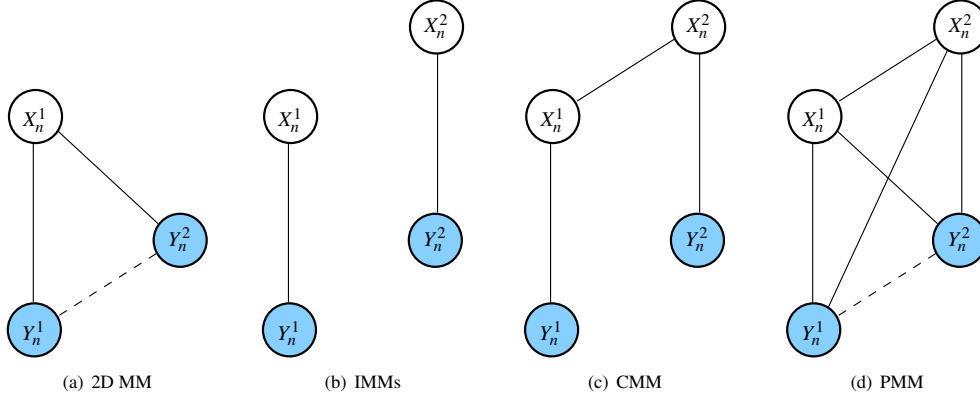 X_n^1
Y_n^2
Y_n^1
(a) 2D MM
X_n^2
X_n^1
Y_n^2
Y_n^1
(b) IMMs
X_n^2
X_n^1
Y_n^2
Y_n^1
(c) CMM
X_n^2
X_n^1
Y_n^2
Y_n^1
(d) PMM